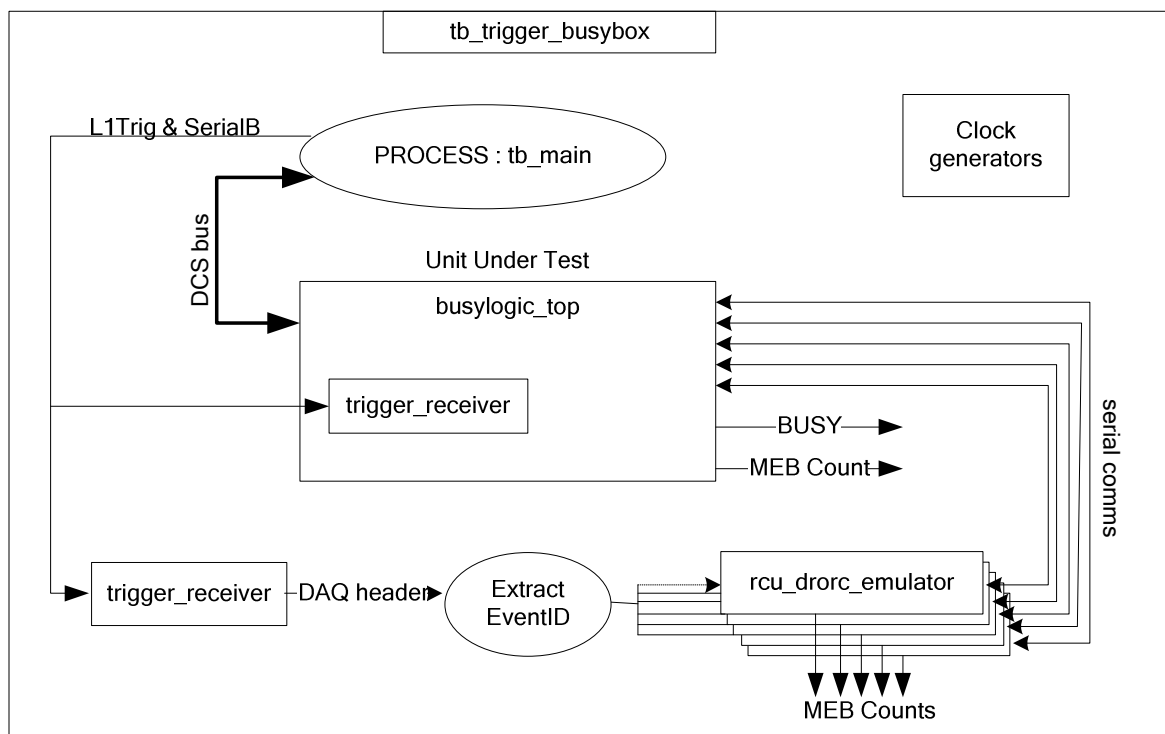 tb_trigger_busybox
L1Trig & SerialB
PROCESS : tb_main
Clock
generators
DCS bus
Unit Under Test
busylogic_top
trigger_receiver
BUSY
MEB Count
serial comms
trigger_receiver
DAQ header
Extract
EventID
rcu_drorc_emulator
MEB Counts